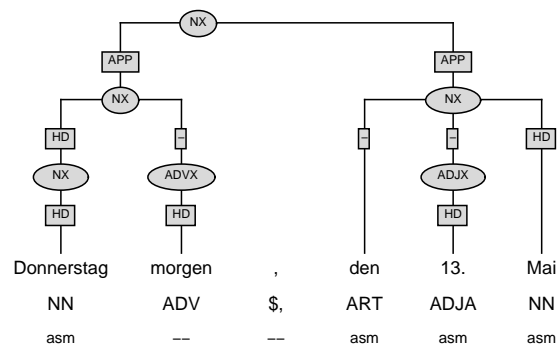 NX
APP APP
NX NX
HD – – – HD
NX ADVX ADJX
HD HD HD
Donnerstag morgen , den 13. Mai
NN ADV $, ART ADJA NN
asm –– –– asm asm asm